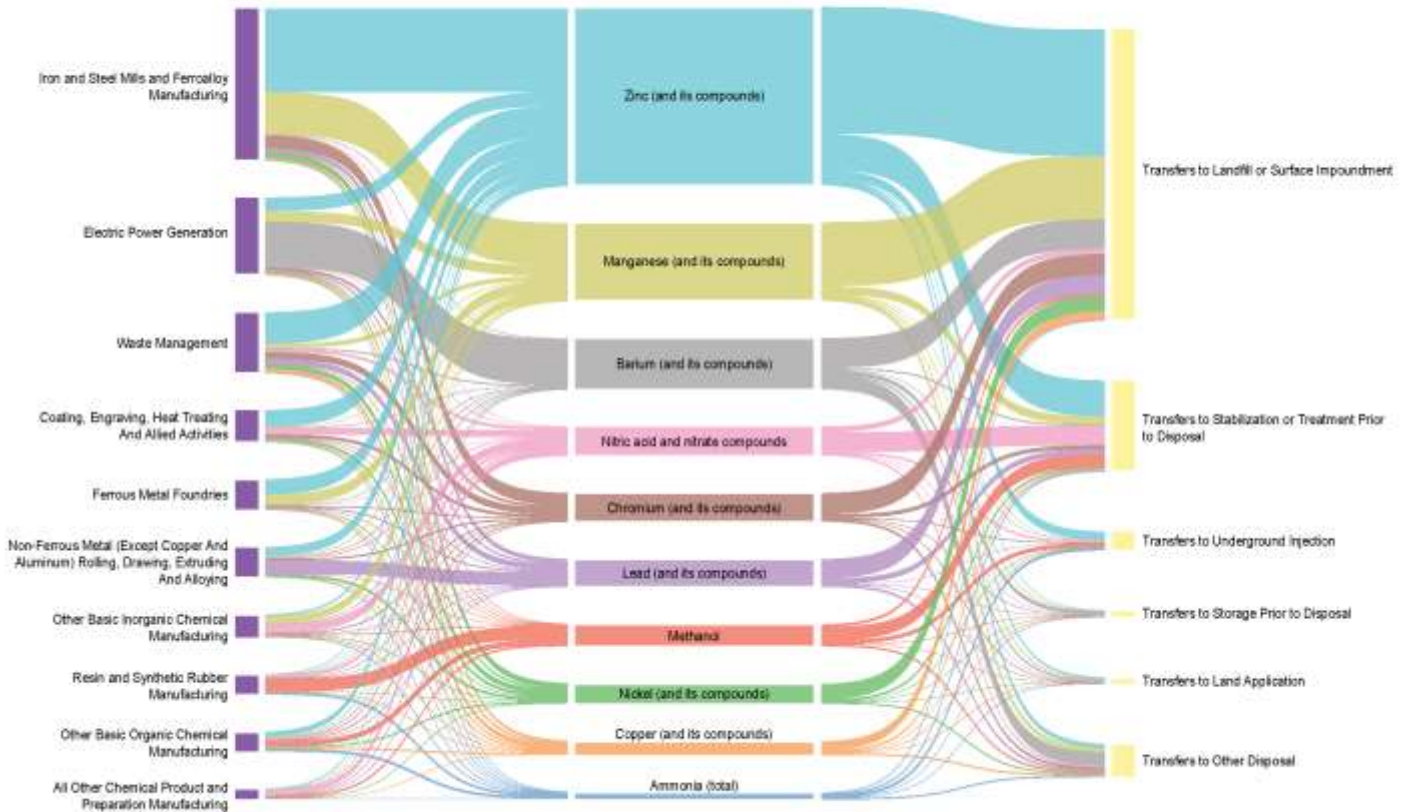 Iron and Steel Mills and Ferroalloy
Manufacturing
Electric Power Generation
Waste Management
Coating, Engraving, Heat Treating
And Allied Activities
Ferrous Metal Foundries
Non-Ferrous Metal (Except Copper And
Aluminum) Rolling, Drawing, Extruding
And Alloying
Other Basic Inorganic Chemical
Manufacturing
Resin and Synthetic Rubber
Manufacturing
Other Basic Organic Chemical
Manufacturing
All Other Chemical Product and
Preparation Manufacturing
Zinc (and its compounds)
Manganese (and its compounds)
Barium (and its compounds)
Nitric acid and nitrate compounds
Chromium (and its compounds)
Lead (and its compounds)
Methanol
Nickel (and its compounds)
Copper (and its compounds)
Ammonia (total)
Transfers to Landfill or Surface Impoundment
Transfers to Stabilization or Treatment Prior
to Disposal
Transfers to Underground Injection
Transfers to Storage Prior to Disposal
Transfers to Land Application
Transfers to Other Disposal